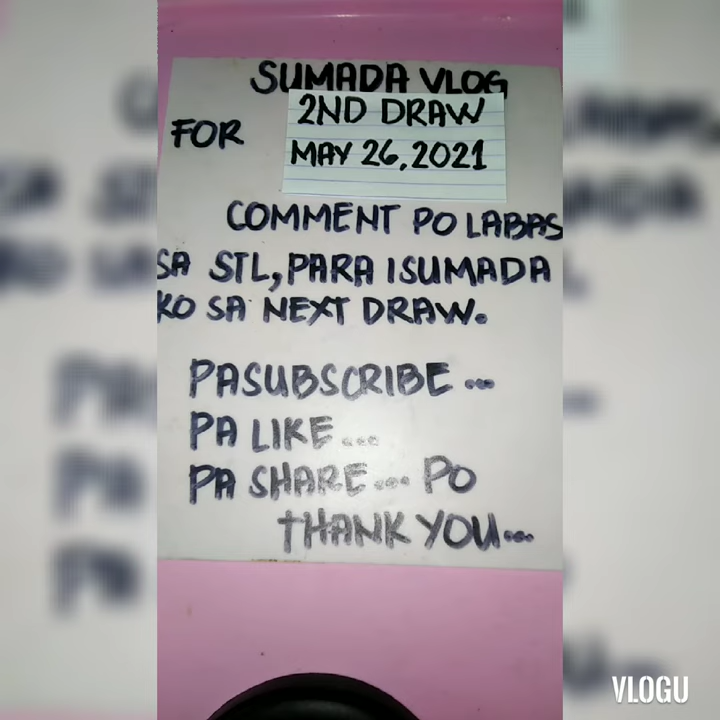 SUMADA VLOG
FOR 2ND DRAW
MAY 26, 2021
COMMENT PO LABAS
SA STL, PARA ISUMADA
KO SA NEXT DRAW.
PASUBSCRIBE ...
PA LIKE ...
PA SHARE ... PO
THANK YOU ...
VLOGU